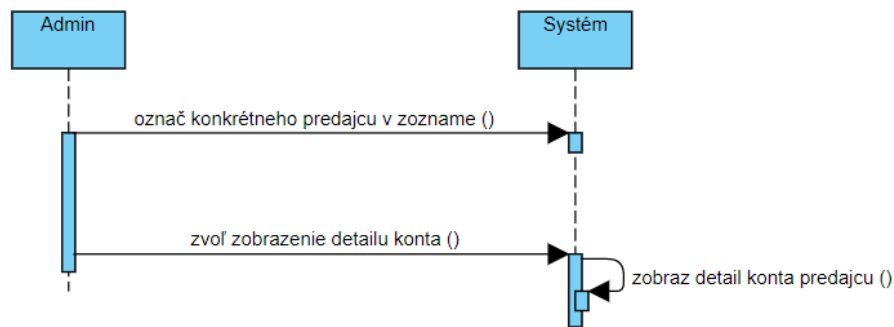 Admin
Systém
označ konkrétneho predajcu v zozname ()
zvoľ zobrazenie detailu konta ()
zobraz detail konta predajcu ()